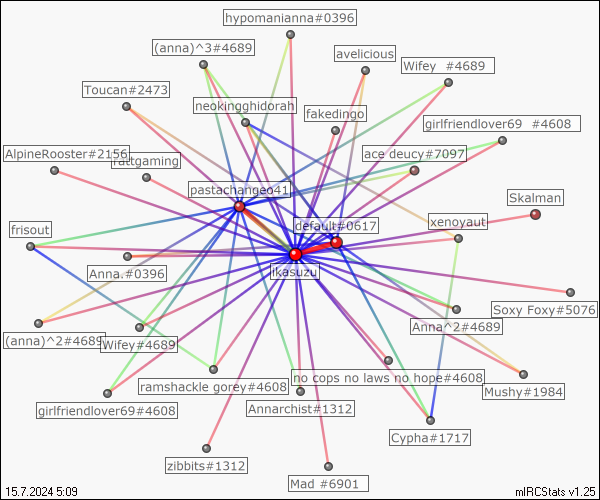 hypomanianna#0396
(anna)^3#4689
avelicious
Wifey #4689
Toucan#2473
neokingghidorah
fakedingo
girlfriendlover69 #4608
AlpineRooster#2156
rattgaming
ace deucy#7097
pastachangeo41
Skalman
default#0617
xenoyaut
frisout
Anna.#0396
ikasuzu
Soxy Foxy#5076
(anna)^2#4689
Wifey#4689
Anna^2#4689
ramshackle gorey#4608
no cops no laws no hope#4608
Mushy#1984
girlfriendlover69#4608
Annarchist#1312
Cypha#1717
zibbits#1312
Mad #6901
15.7.2024 5:09
mIRCStats v1.25